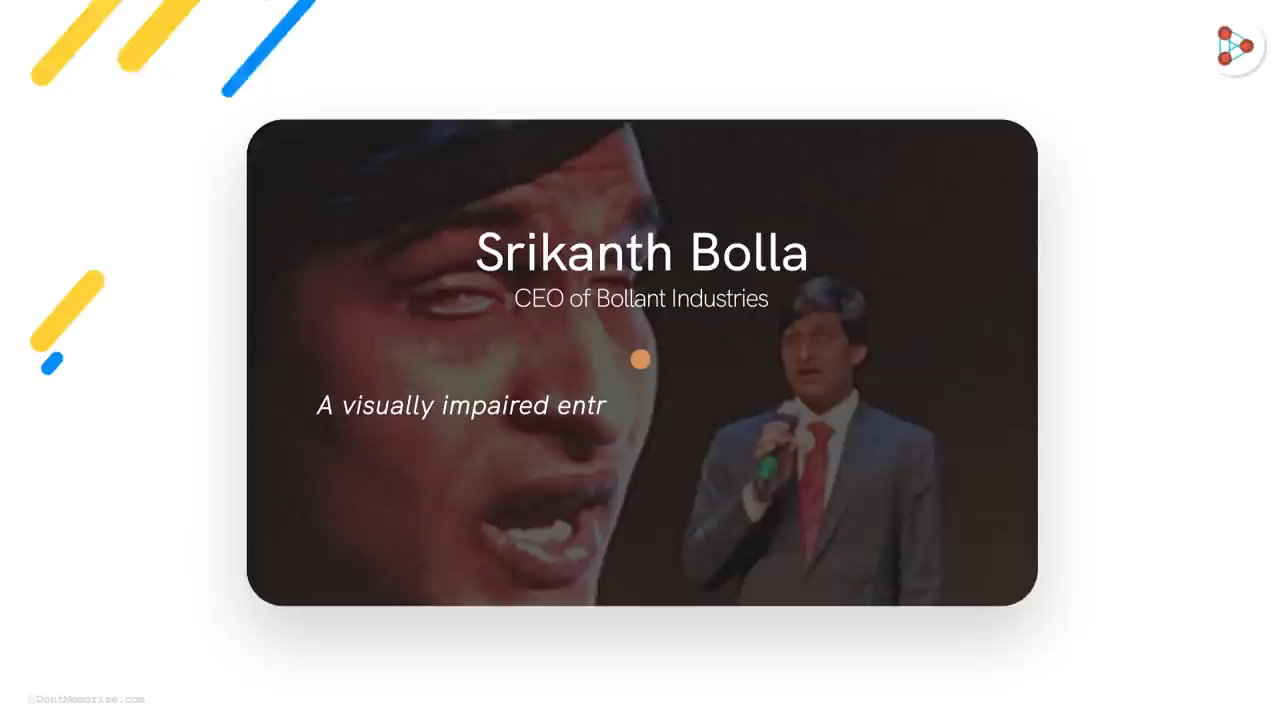 Srikanth Bolla
CEO of Bollant Industries
A visually impaired entr
©DontMemorise.com